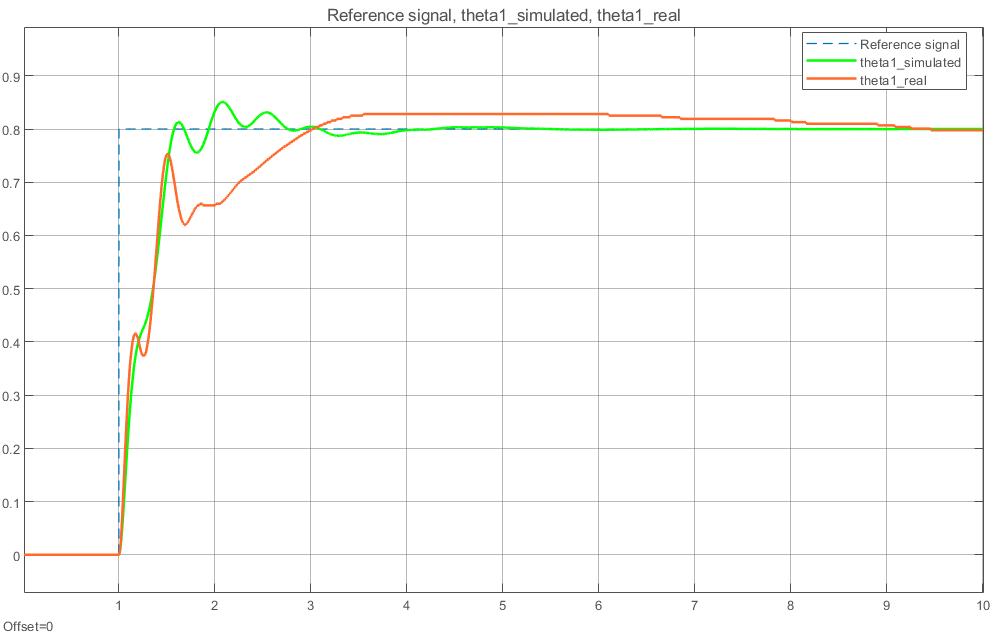 Reference signal, theta1_simulated, theta1_real
Reference signal
theta1_simulated
theta1_real
0.9
0.8
0.7
0.6
0.5
0.4
0.3
0.2
0.1
0
1 2 3 4 5 6 7 8 9 10
Offset=0